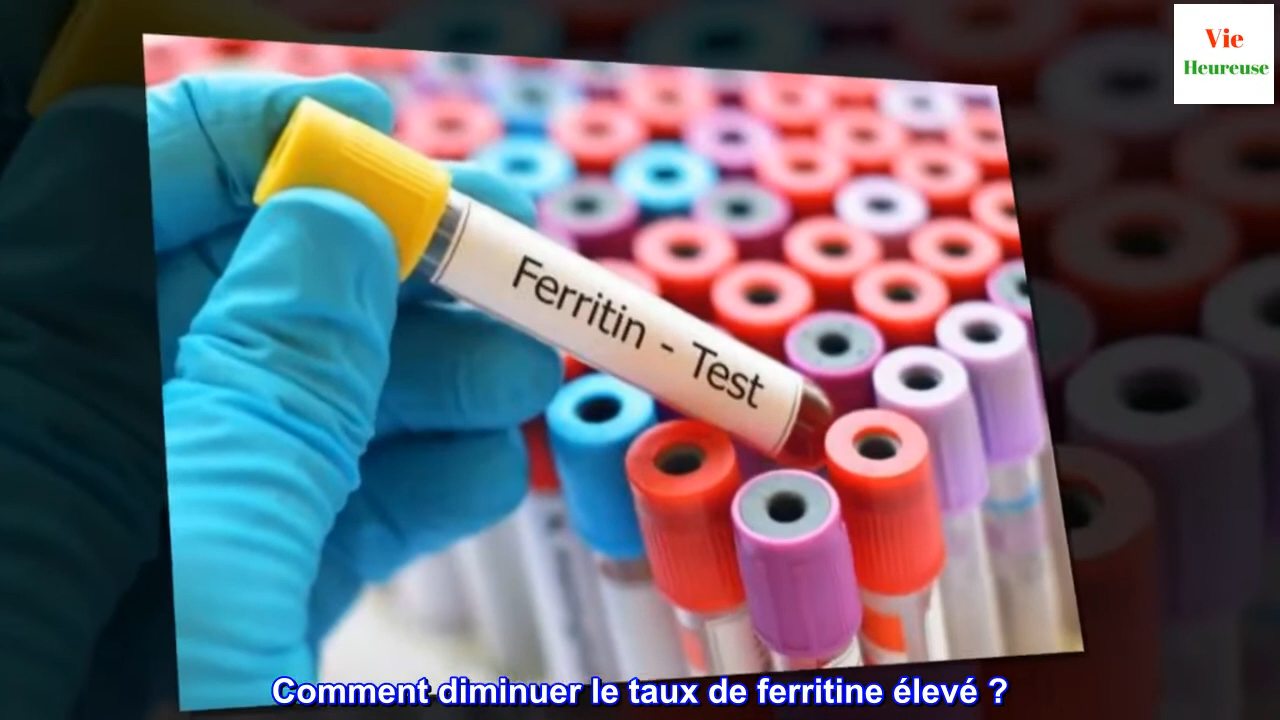 Vie
Heureuse
Ferritin - Test
Comment diminuer le taux de ferritine élevé ?